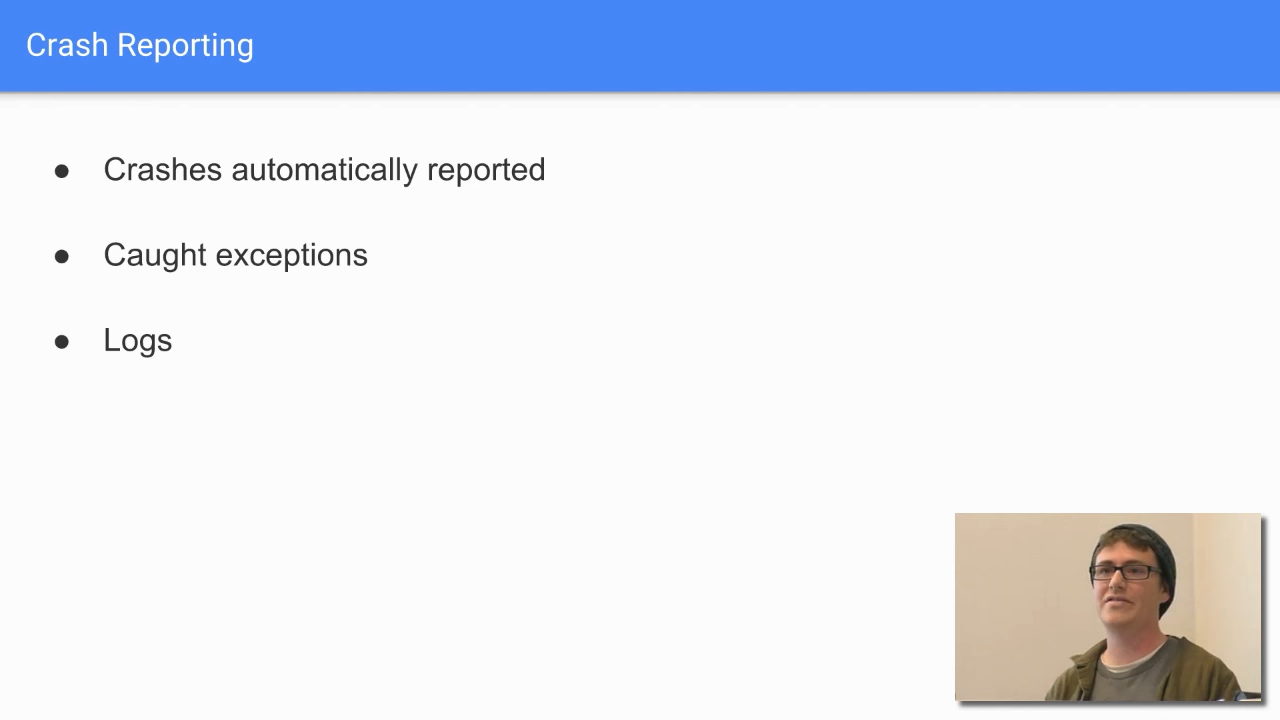 Crash Reporting
● Crashes automatically reported
● Caught exceptions
● Logs